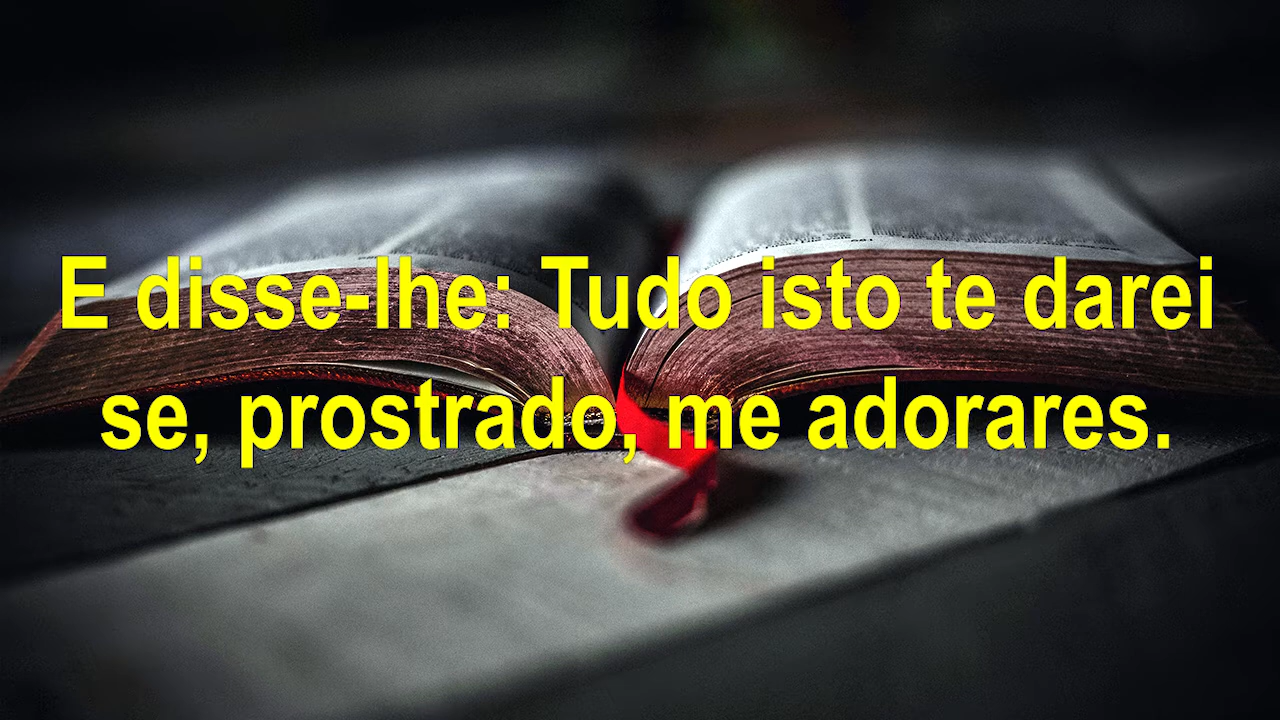 E disse-lhe: Tudo isto te darei
se, prostrado, me adorares.